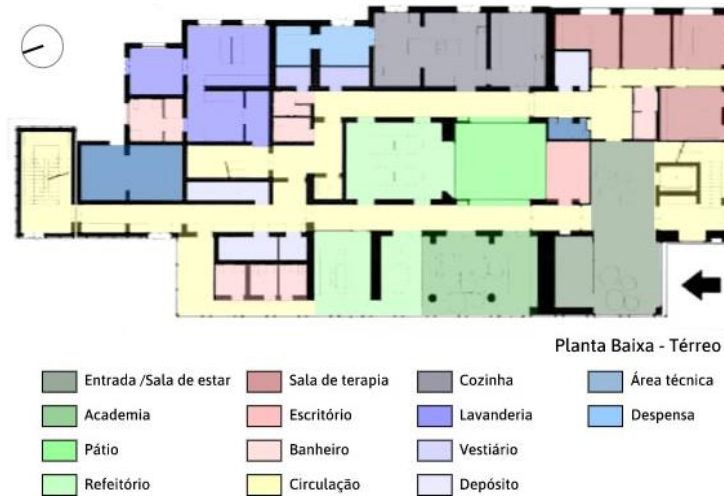 Planta Baixa - Térreo
Entrada /Sala de estar
Sala de terapia
Cozinha
Área técnica
Academia
Escritório
Lavanderia
Despensa
Pátio
Banheiro
Vestiário
Refeitório
Circulação
Depósito